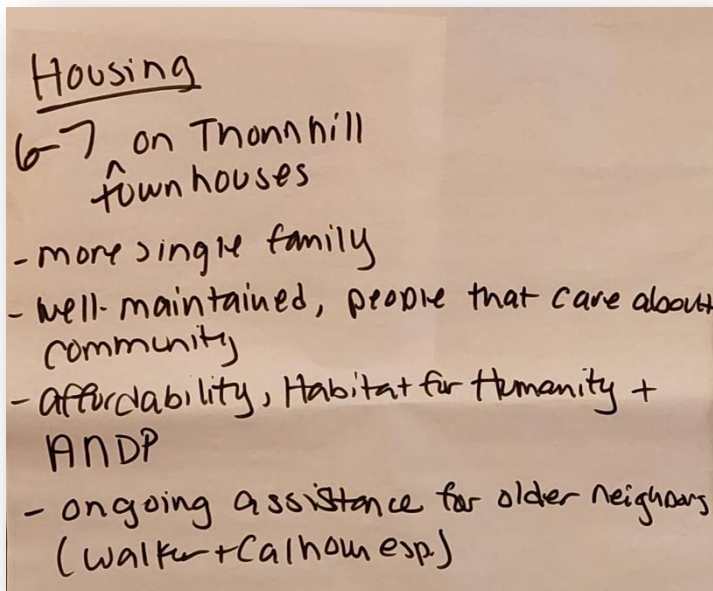 Housing
6-7 on Thornhill
^
townhouses
- more single family
- well-maintained, people that care about
community
- affordability, Habitat for Humanity +
ANDP
- ongoing assistance for older neighbors
(Walker + Calhoun esp.)